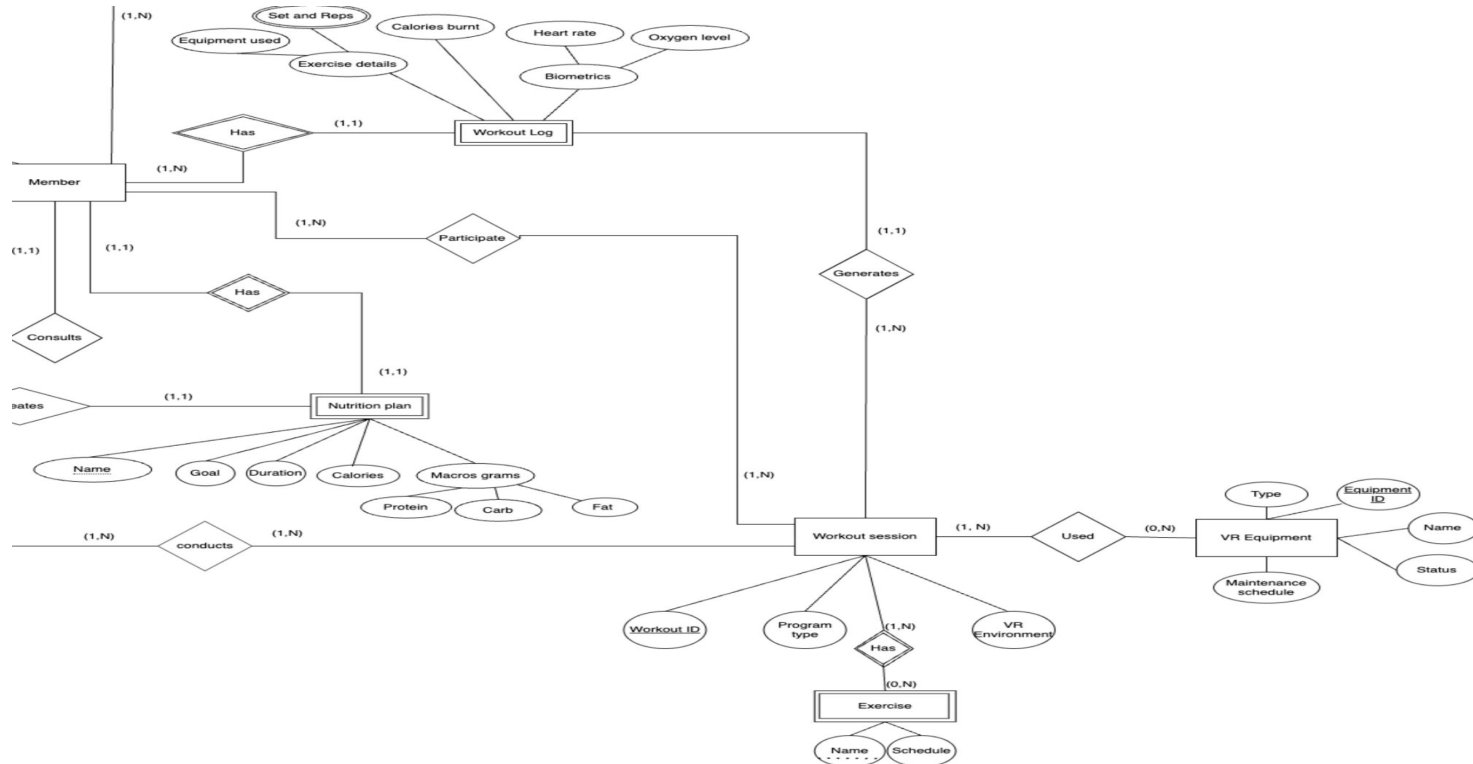 (1,N)
Set and Reps
Calories burnt
Heart rate
Oxygen level
Equipment used
Exercise details
Biometrics
Has
(1,1)
Workout Log
(1,N)
Member
(1,N)
Participate
(1,1)
(1,1)
(1,1)
Generates
Has
(1,N)
Consults
(1,1)
(1,1)
eates
Nutrition plan
Name
Goal
Duration
Calories
Macros grams
(1,N)
Protein
Carb
Fat
Type
Equipment
ID
(1,N)
conducts
(1,N)
Workout session
(1, N)
Used
(0,N)
VR Equipment
Name
Status
Maintenance
schedule
Workout ID
Program
type
(1,N)
VR
Environment
Has
(0,N)
Exercise
Name
Schedule